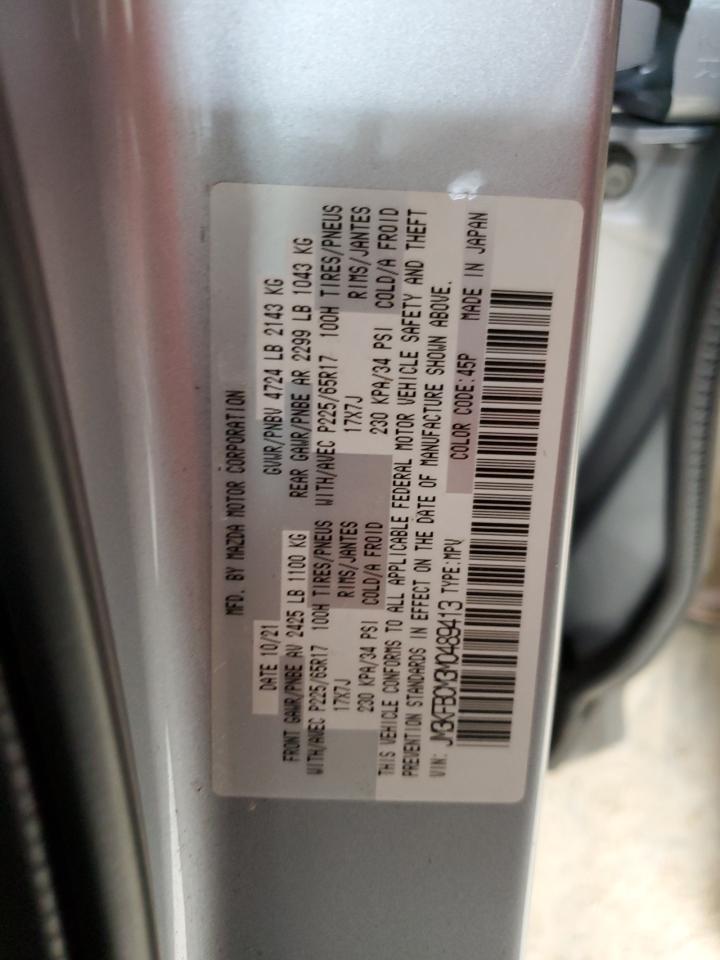 MFD. BY MAZDA MOTOR CORPORATION
DATE 10/21 GVWR/PNBV 4724 LB 2143 KG
FRONT GAWR/PNBE AV 2425 LB 1100 KG REAR GAWR/PNBE AR 2299 LB 1043 KG
WITH/AVEC P225/65R17 100H TIRES/PNEUS WITH/AVEC P225/65R17 100H TIRES/PNEUS
17X7J RIMS/JANTES 17X7J RIMS/JANTES
230 KPA/34 PSI COLD/A FROID 230 KPA/34 PSI COLD/A FROID
THIS VEHICLE CONFORMS TO ALL APPLICABLE FEDERAL MOTOR VEHICLE SAFETY AND THEFT
PREVENTION STANDARDS IN EFFECT ON THE DATE OF MANUFACTURE SHOWN ABOVE.
VIN: JM3KFBCM3M0489413 TYPE:MPV COLOR CODE:45P MADE IN JAPAN